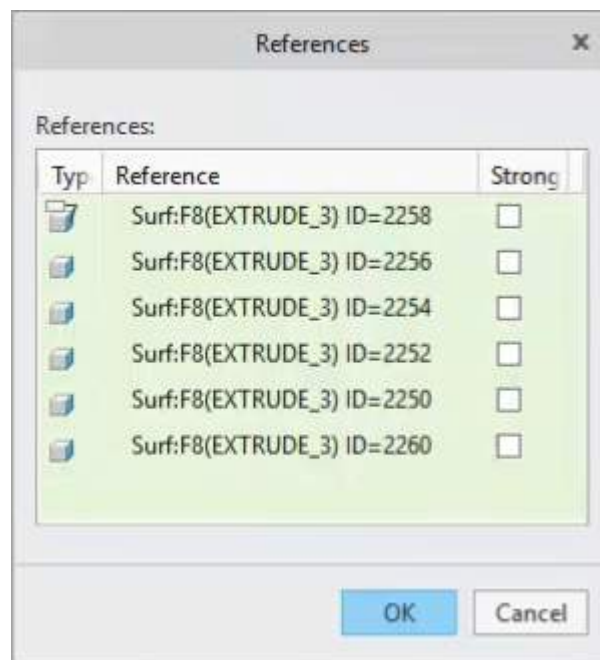 References
References:
Typ Reference Strong
Surf:F8(EXTRUDE_3) ID=2258
Surf:F8(EXTRUDE_3) ID=2256
Surf:F8(EXTRUDE_3) ID=2254
Surf:F8(EXTRUDE_3) ID=2252
Surf:F8(EXTRUDE_3) ID=2250
Surf:F8(EXTRUDE_3) ID=2260
OK Cancel